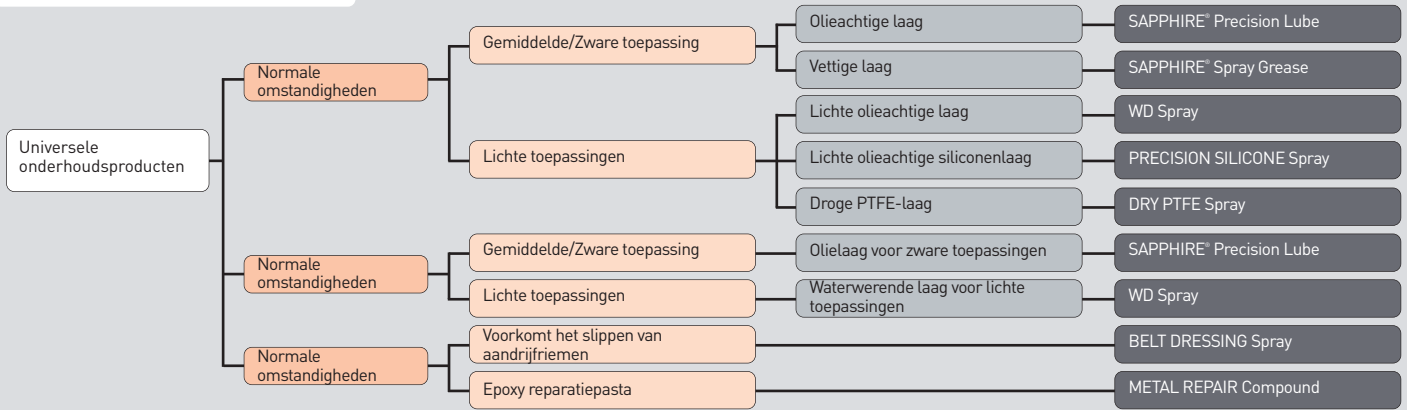 Universele
onderhoudsproducten
Normale
omstandigheden
Gemiddelde/Zware toepassing
Olieachtige laag
SAPPHIRE® Precision Lube
Vettige laag
SAPPHIRE® Spray Grease
Lichte toepassingen
Lichte olieachtige laag
WD Spray
Lichte olieachtige siliconenlaag
PRECISION SILICONE Spray
Droge PTFE-laag
DRY PTFE Spray
Normale
omstandigheden
Gemiddelde/Zware toepassing
Olielaag voor zware toepassingen
SAPPHIRE® Precision Lube
Lichte toepassingen
Waterwerende laag voor lichte
toepassingen
WD Spray
Normale
omstandigheden
Voorkomt het slippen van
aandrijfriemen
BELT DRESSING Spray
Epoxy reparatiepasta
METAL REPAIR Compound